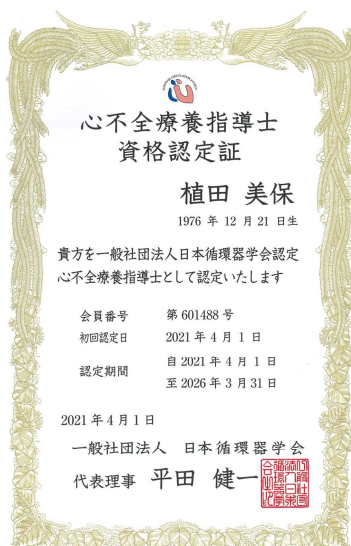 心不全療養指導士
資格認定証
植田 美保
1976 年 12 月 21 日生
貴方を一般社団法人日本循環器学会認定
心不全療養指導士として認定いたします
会員番号 第 601488 号
初回認定日 2021 年 4 月 1 日
認定期間 自 2021 年 4 月 1 日
至 2026 年 3 月 31 日
2021 年 4 月 1 日
一般社団法人 日本循環器学会
代表理事 平田 健一